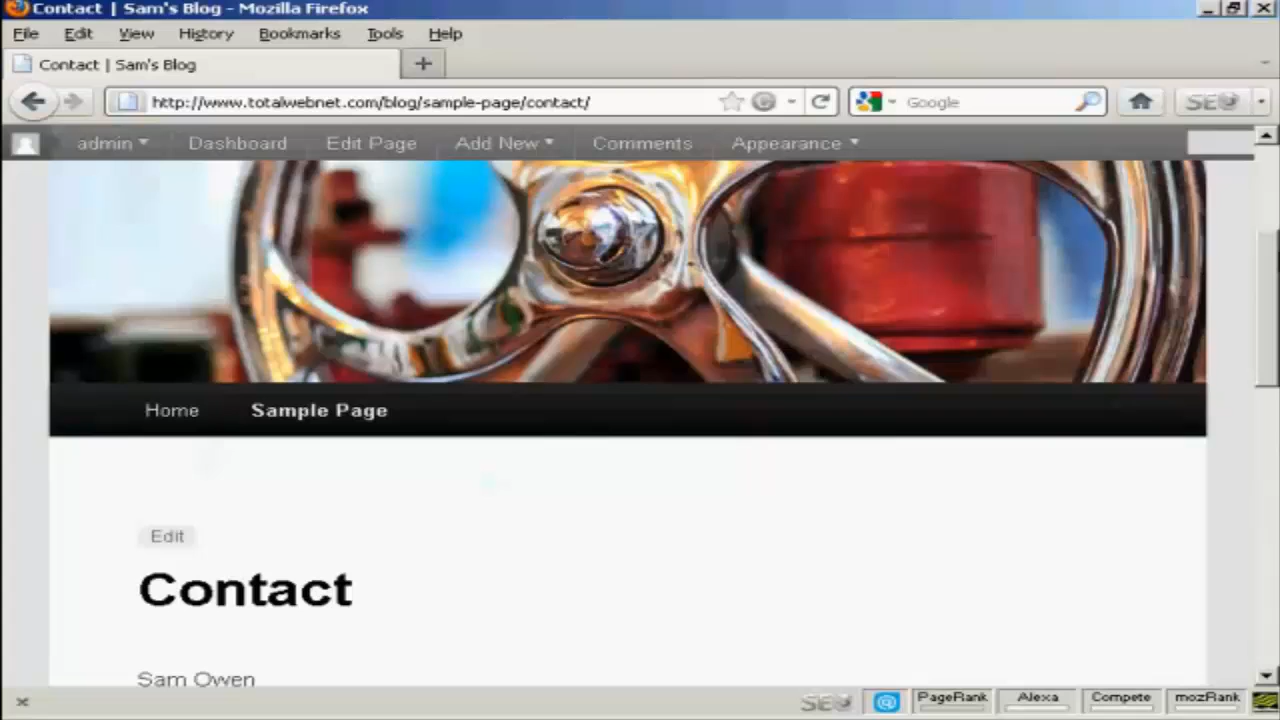 Contact | Sam's Blog - Mozilla Firefox
File Edit View History Bookmarks Tools Help
Contact | Sam's Blog
http://www.totalwebnet.com/blog/sample-page/contact/ Google SEO
admin Dashboard Edit Page Add New Comments Appearance
Home Sample Page
Edit
Contact
Sam Owen
SEO PageRank Alexa Compete mozRank